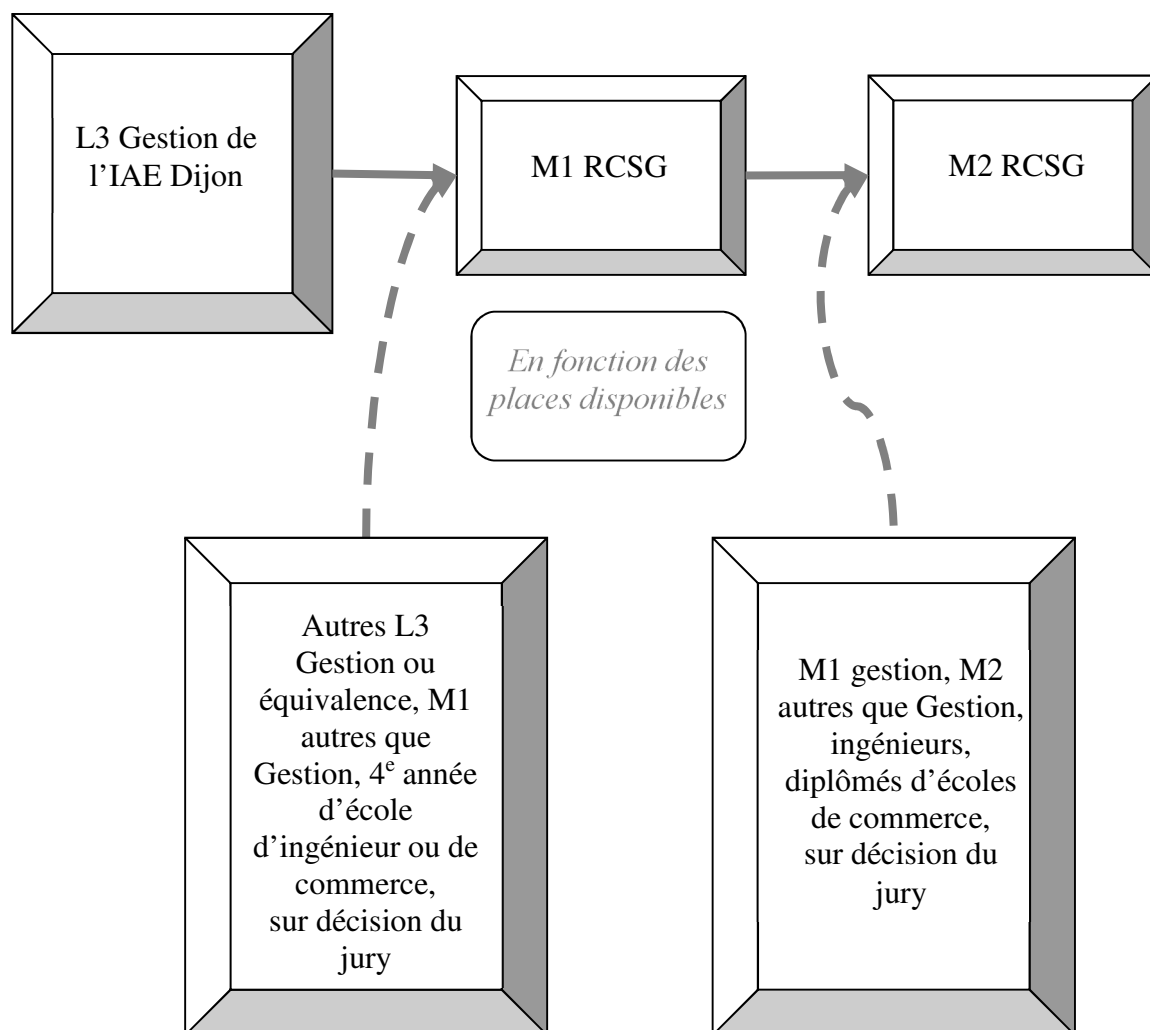 L3 Gestion de
l’IAE Dijon
M1 RCSG
M2 RCSG
En fonction des
places disponibles
Autres L3
Gestion ou
équivalence, M1
autres que
Gestion, 4e année
d’école
d’ingénieur ou de
commerce,
sur décision du
jury
M1 gestion, M2
autres que Gestion,
ingénieurs,
diplômés d’écoles
de commerce,
sur décision du
jury